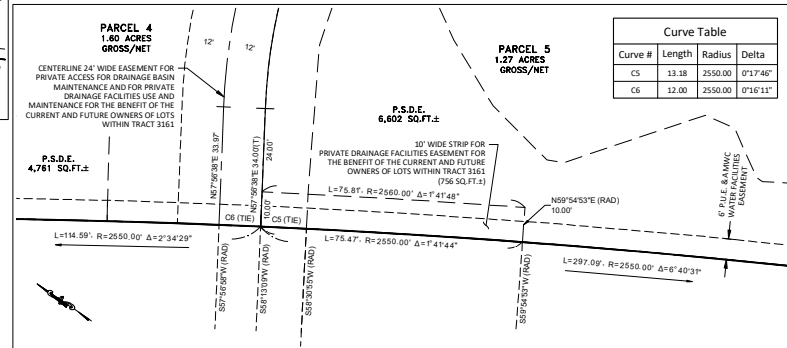 PARCEL 4
1.60 ACRES
GROSS/NET
12'
12'
CENTERLINE 24' WIDE EASEMENT FOR
PRIVATE ACCESS FOR DRAINAGE BASIN
MAINTENANCE AND FOR PRIVATE
DRAINAGE FACILITIES USE AND
MAINTENANCE FOR THE BENEFIT OF THE
CURRENT AND FUTURE OWNERS OF LOTS
WITHIN TRACT 3161
P.S.D.E.
4,761 SQ.FT.±
N57°56'38"E 33.97'
N57°56'38"E 34.00'(T)
24.00'
10.00'
PARCEL 5
1.27 ACRES
GROSS/NET
P.S.D.E.
6,602 SQ.FT.±
10' WIDE STRIP FOR
PRIVATE DRAINAGE FACILITIES EASEMENT FOR
THE BENEFIT OF THE CURRENT AND FUTURE
OWNERS OF LOTS WITHIN TRACT 3161
(756 SQ.FT.±)
L=75.81' R=2560.00' Δ=1°41'48"
N59°54'53"E (RAD)
10.00'
6' P.U.E. & AMWC
WATER FACILITIES
EASEMENT
C6 (TIE)
C5 (TIE)
L=114.59' R=2550.00' Δ=2°34'29"
L=75.47' R=2550.00' Δ=1°41'44"
L=297.09' R=2550.00' Δ=6°40'31"
S57°56'58"W (RAD)
S58°13'09"W (RAD)
S58°30'55"W (RAD)
S59°54'53" W (RAD)
Curve Table
Curve # Length Radius Delta
C5 13.18 2550.00 0°17'46"
C6 12.00 2550.00 0°16'11"